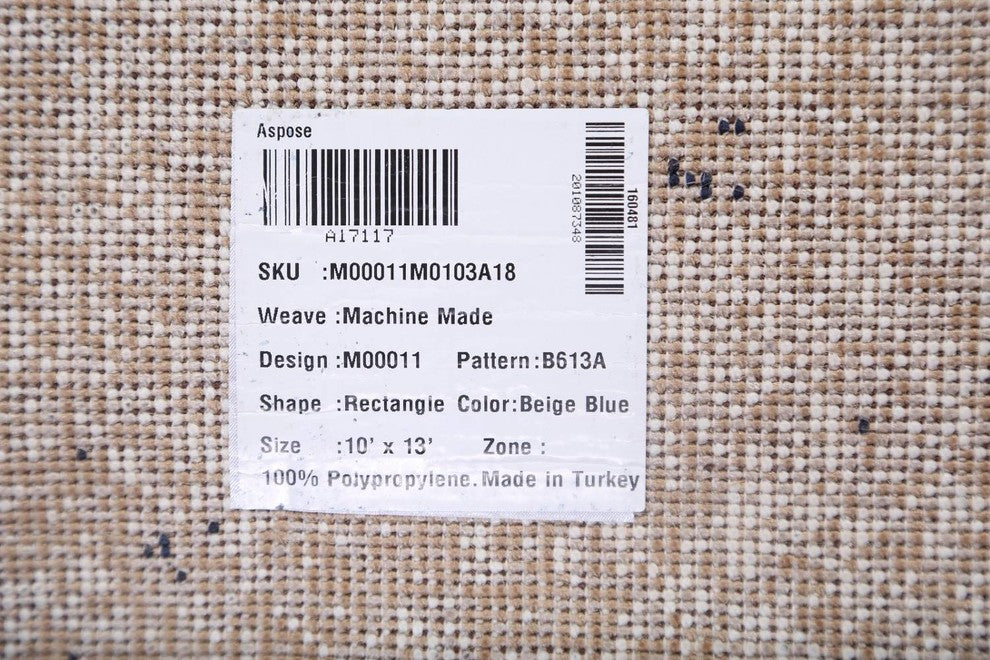 Aspose
A17117
SKU :M00011M0103A18
Weave :Machine Made
Design :M00011 Pattern:B613A
Shape :Rectangle Color:Beige Blue
Size :10' x 13' Zone :
100% Polypropylene. Made in Turkey
201087348
160481